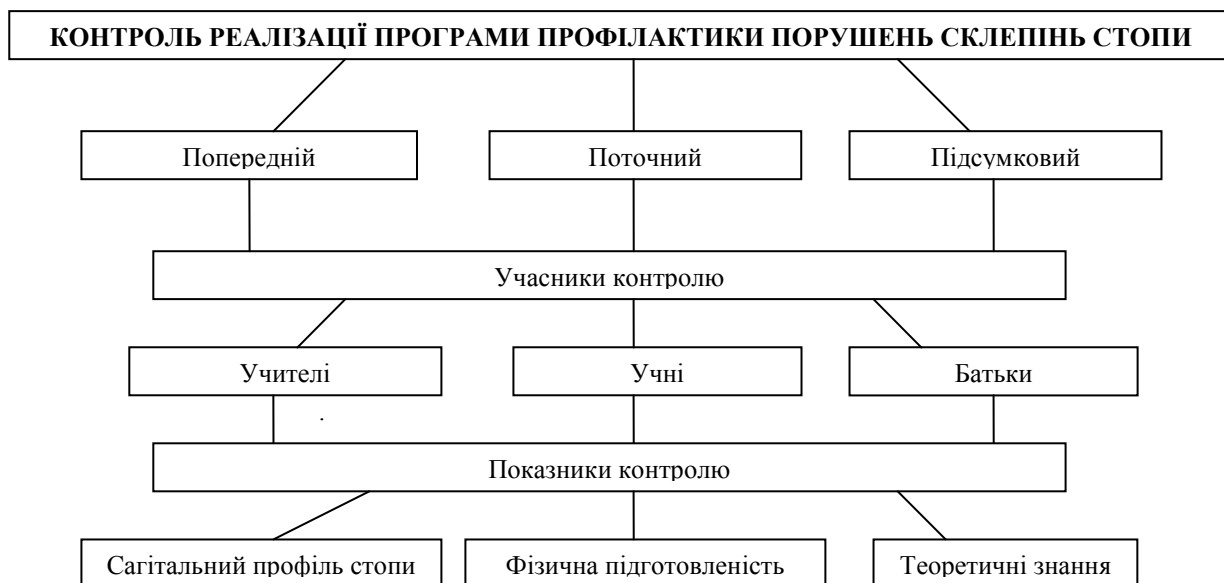 КОНТРОЛЬ РЕАЛІЗАЦІЇ ПРОГРАМИ ПРОФІЛАКТИКИ ПОРУШЕНЬ СКЛЕПІНЬ СТОПИ
Попередній
Поточний
Підсумковий
Учасники контролю
Учителі
Учні
Батьки
Показники контролю
Сагітальний профіль стопи
Фізична підготовленість
Теоретичні знання